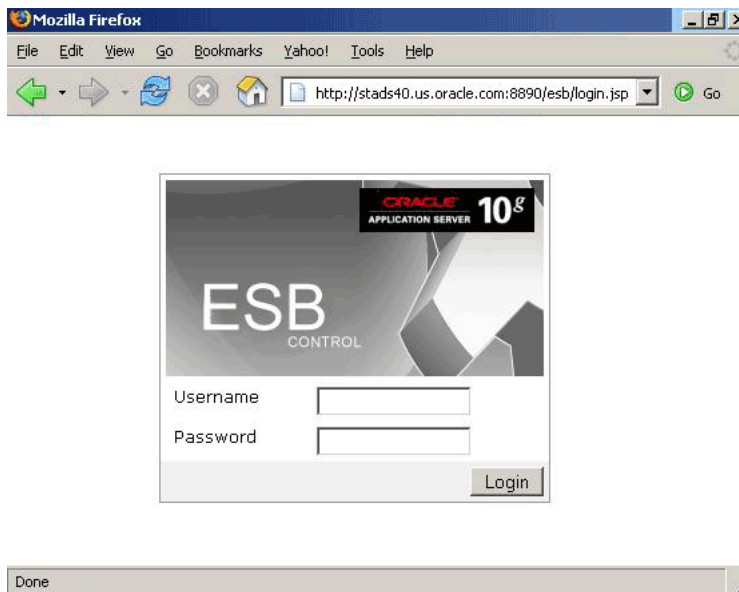 Mozilla Firefox
File Edit View Go Bookmarks Yahoo! Tools Help
http://stads40.us.oracle.com:8890/esb/login.jsp Go
ORACLE
APPLICATION SERVER 10g
ESB
CONTROL
Username
Password
Login
Done